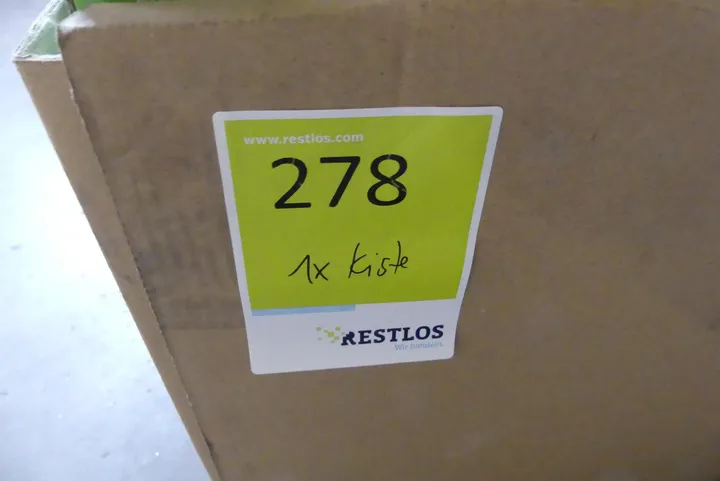 www.restlos.com
278
1x Kiste
RESTLOS
Wir handeln.